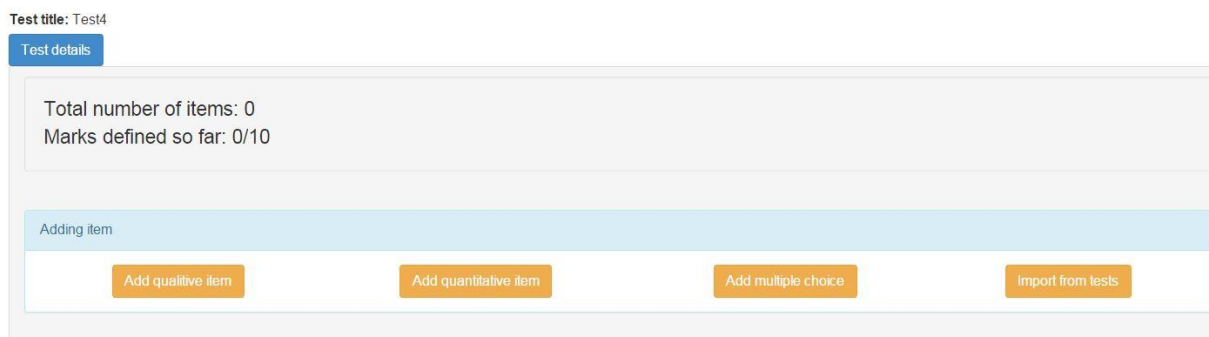 Test title: Test4
Test details
Total number of items: 0
Marks defined so far: 0/10
Adding item
Add qualitive item Add quantitative item Add multiple choice Import from tests